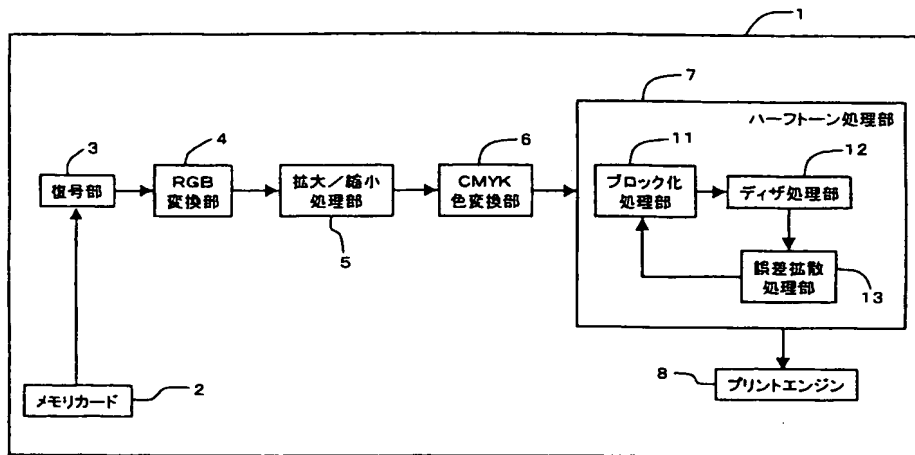 1
7
ハーフトーン処理部
3
復号部
4
RGB
変換部
拡大/縮小
処理部
5
6
CMYK
色変換部
11
ブロック化
処理部
12
ディザ処理部
誤差拡散
処理部
13
メモリカード
2
8
プリントエンジン